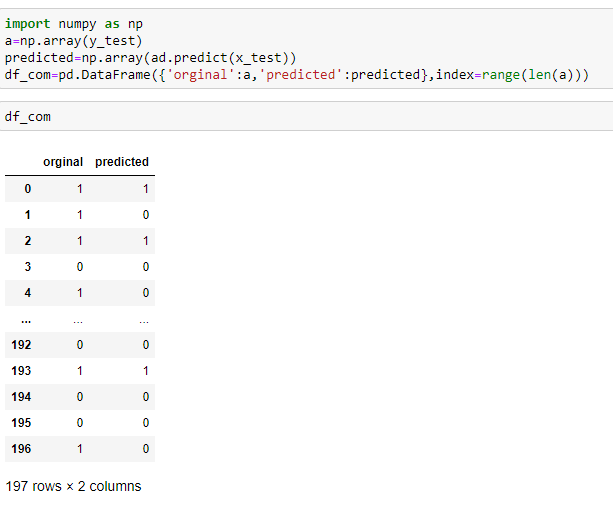 import numpy as np
a=np.array(y_test)
predicted=np.array(ad.predict(x_test))
df_com=pd.DataFrame({'orginal':a,'predicted':predicted},index=range(len(a)))
df_com
orginal predicted
0 1 1
1 1 0
2 1 1
3 0 0
4 1 0
... ... ...
192 0 0
193 1 1
194 0 0
195 0 0
196 1 0
197 rows × 2 columns